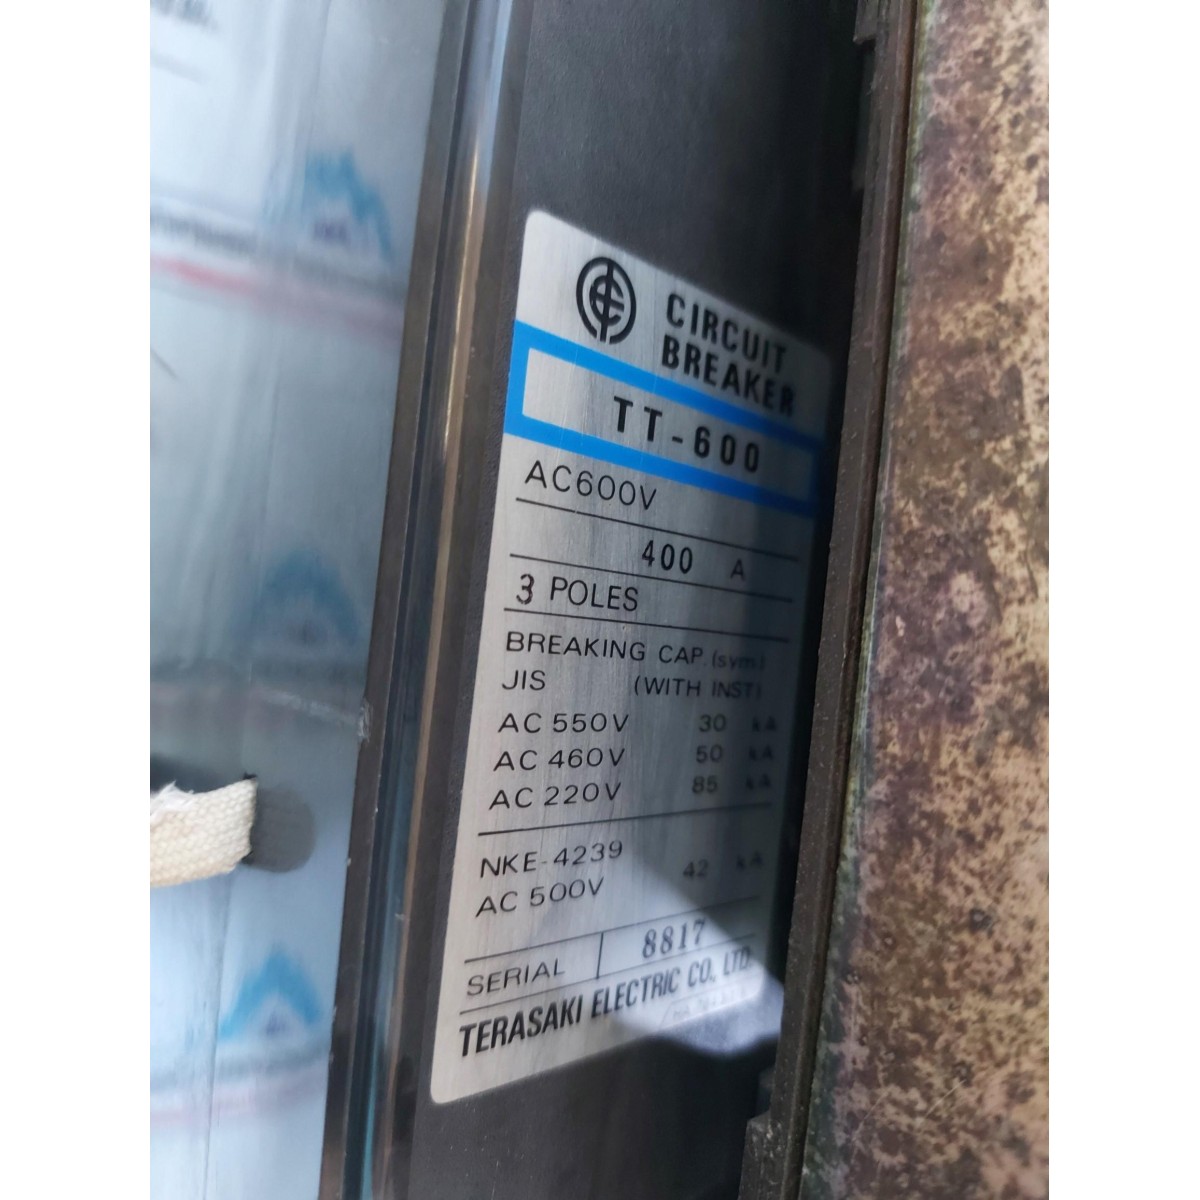 CIRCUIT
BREAKER
TT-600
AC600V
400 A
3 POLES
BREAKING CAP. (sym)
JIS (WITH INST)
AC 550V 30 kA
AC 460V 50 kA
AC 220V 85 kA
NKE-4239
AC 500V 42 kA
SERIAL 8817
TERASAKI ELECTRIC CO., LTD